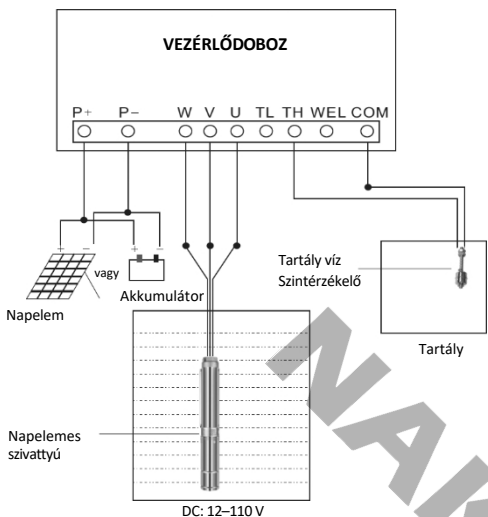 VEZÉRLŐDOBOZ
P+ P− W V U TL TH WEL COM
+ − + −
vagy
Napelem
Akkumulátor
Tartály víz
Szintérzékelő
Tartály
Napelemes
szivattyú
DC: 12–110 V